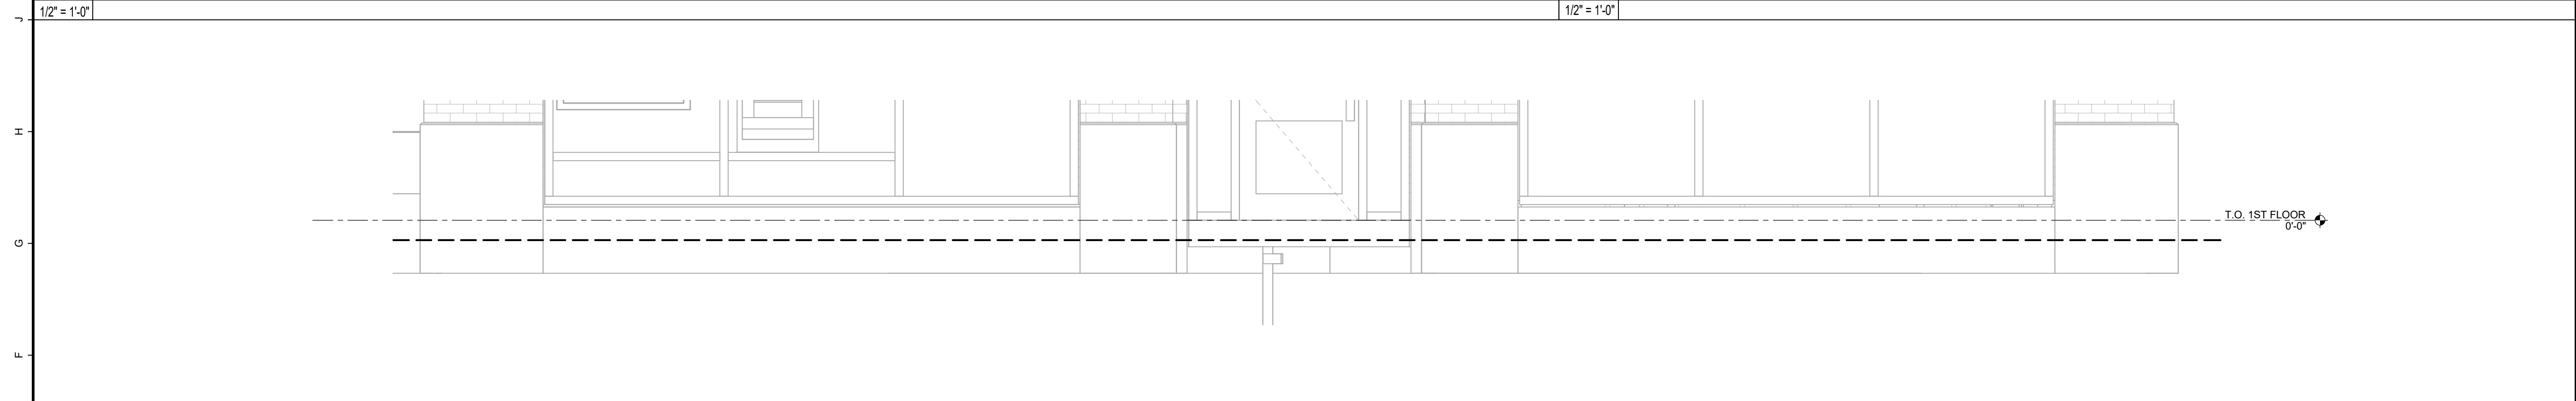 J
1/2" = 1'-0"
1/2" = 1'-0"
H
T.O. 1ST FLOOR
0'-0"
G
F